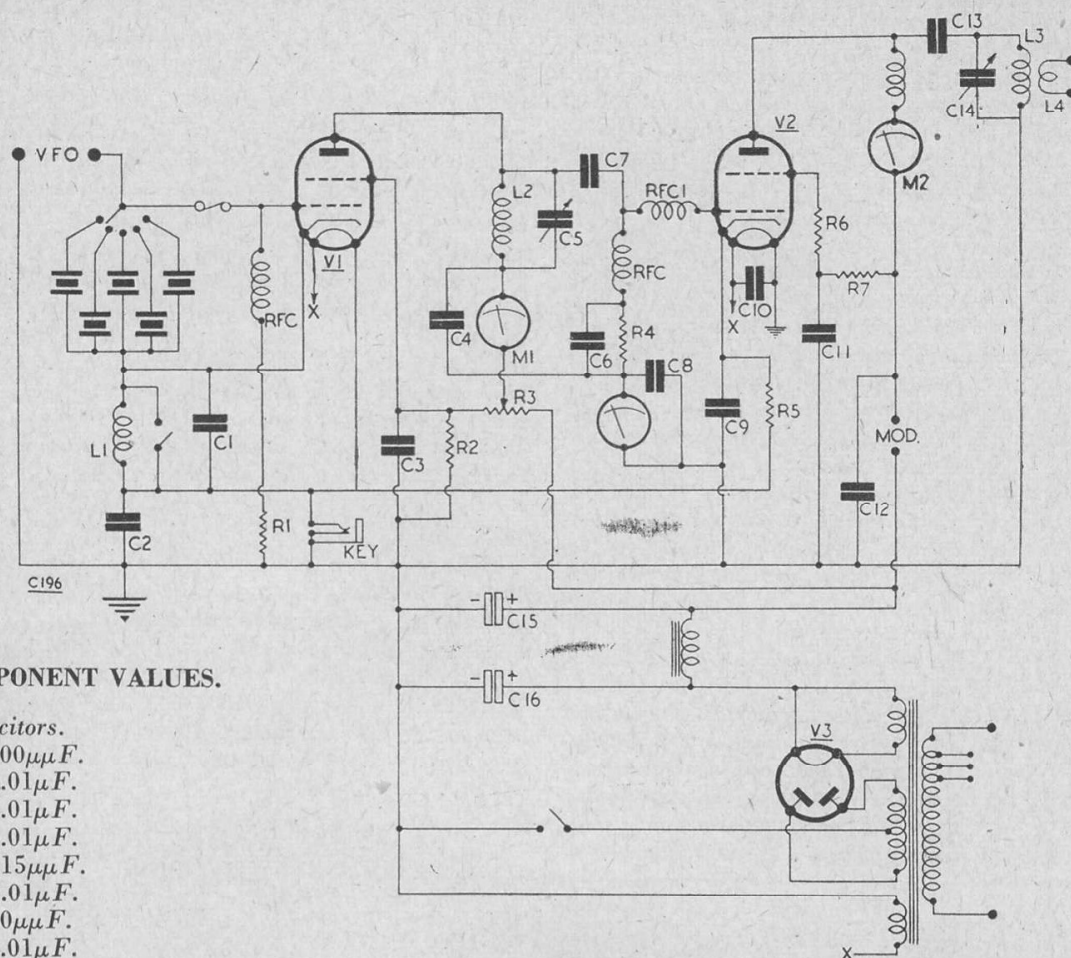 C13
L3
C14
L4
VFO
V1
V2
M2
L2
C7
C5
RFC1
R6
R7
RFC
X
RFC
C10
X
C4
M1
C6
R4
C8
C11
R3
R5
C9
MOD.
L1
C1
C3
R2
C12
C2
R1
KEY
C196
- +
C15
- +
C16
V3
X
PONENT VALUES.
citors.
00µµF.
.01µF.
.01µF.
.01µF.
15µµF.
.01µF.
0µµF.
.01µF.